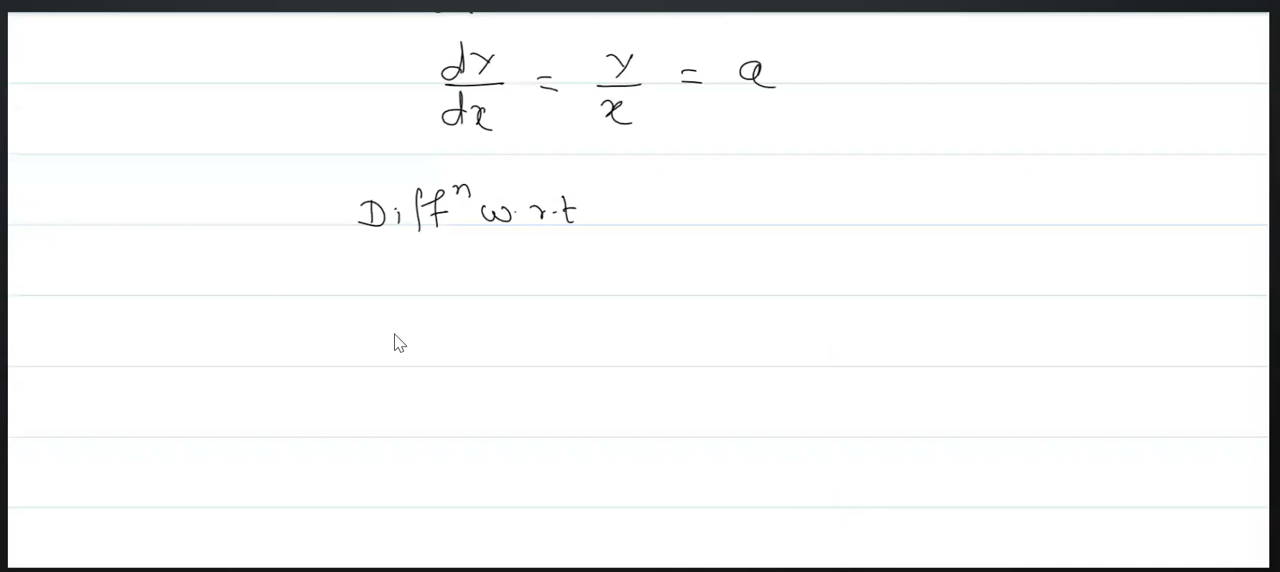 dy/dx = y/x = a
Diffⁿ w.r.t